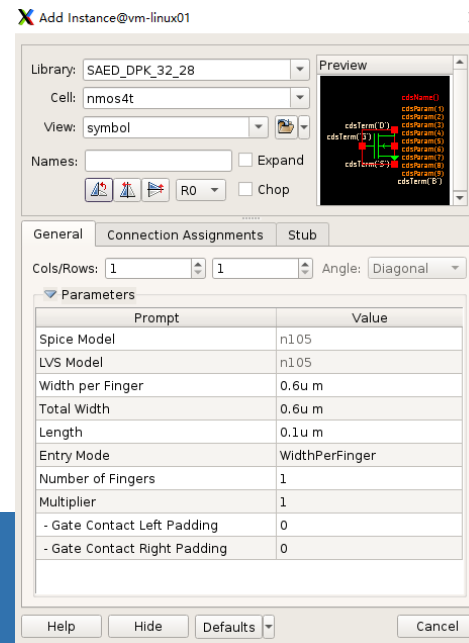 Add Instance@vm-linux01
Library: SAED_DPK_32_28
Cell: nmos4t
View: symbol
Names:
Expand
R0
Chop
Preview
cdsName()
cdsParam(1)
cdsParam(2)
cdsParam(3)
cdsParam(4)
cdsParam(5)
cdsParam(6)
cdsParam(7)
cdsParam(8)
cdsParam(9)
cdsTerm('D')
cdsTerm('S')
cdsTerm('B')
General Connection Assignments Stub
Cols/Rows: 1 1 Angle: Diagonal
Parameters
Prompt Value
Spice Model n105
LVS Model n105
Width per Finger 0.6u m
Total Width 0.6u m
Length 0.1u m
Entry Mode WidthPerFinger
Number of Fingers 1
Multiplier 1
- Gate Contact Left Padding 0
- Gate Contact Right Padding 0
Help Hide Defaults Cancel